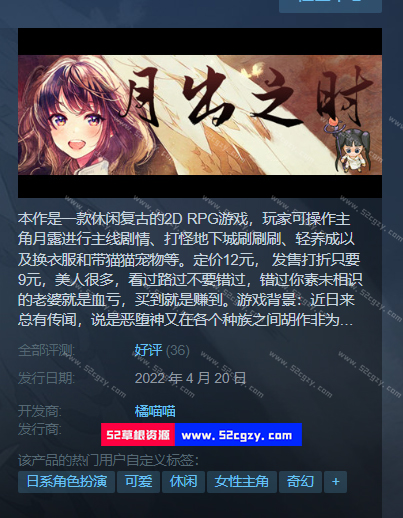 月出之时
本作是一款休闲复古的2D RPG游戏，玩家可操作主
角月露进行主线剧情、打怪地下城刷刷刷、轻养成以
及换衣服和带猫猫宠物等。定价12元， 发售打折只要
9元，美人很多，看过路过不要错过，错过你素未相识
的老婆就是血亏，买到就是赚到。游戏背景：近日来
总有传闻，说是恶堕神又在各个种族之间胡作非为…
全部评测: 好评 (36)
发行日期: 2022 年 4 月 20 日
开发商: 橘喵喵
发行商:
52草根资源 www.52cgzy.com
该产品的热门用户自定义标签:
日系角色扮演 可爱 休闲 女性主角 奇幻 +